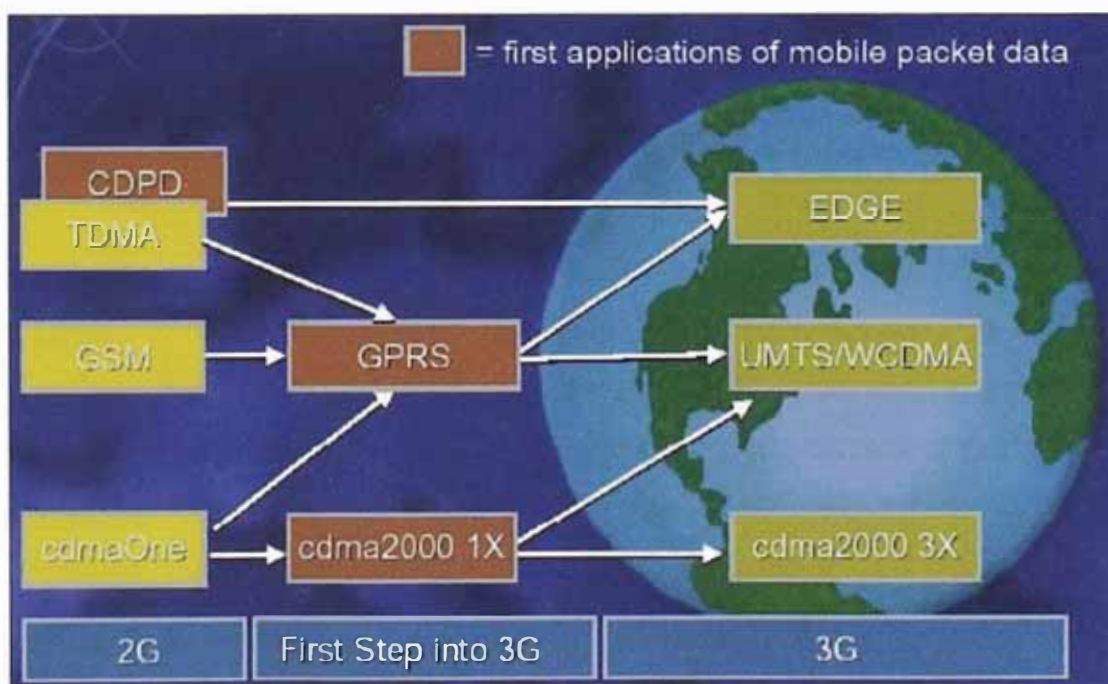 = first applications of mobile packet data
CDPD
TDMA
EDGE
GSM
GPRS
UMTS/WCDMA
cdmaOne
cdma2000 1X
cdma2000 3X
2G
First Step into 3G
3G